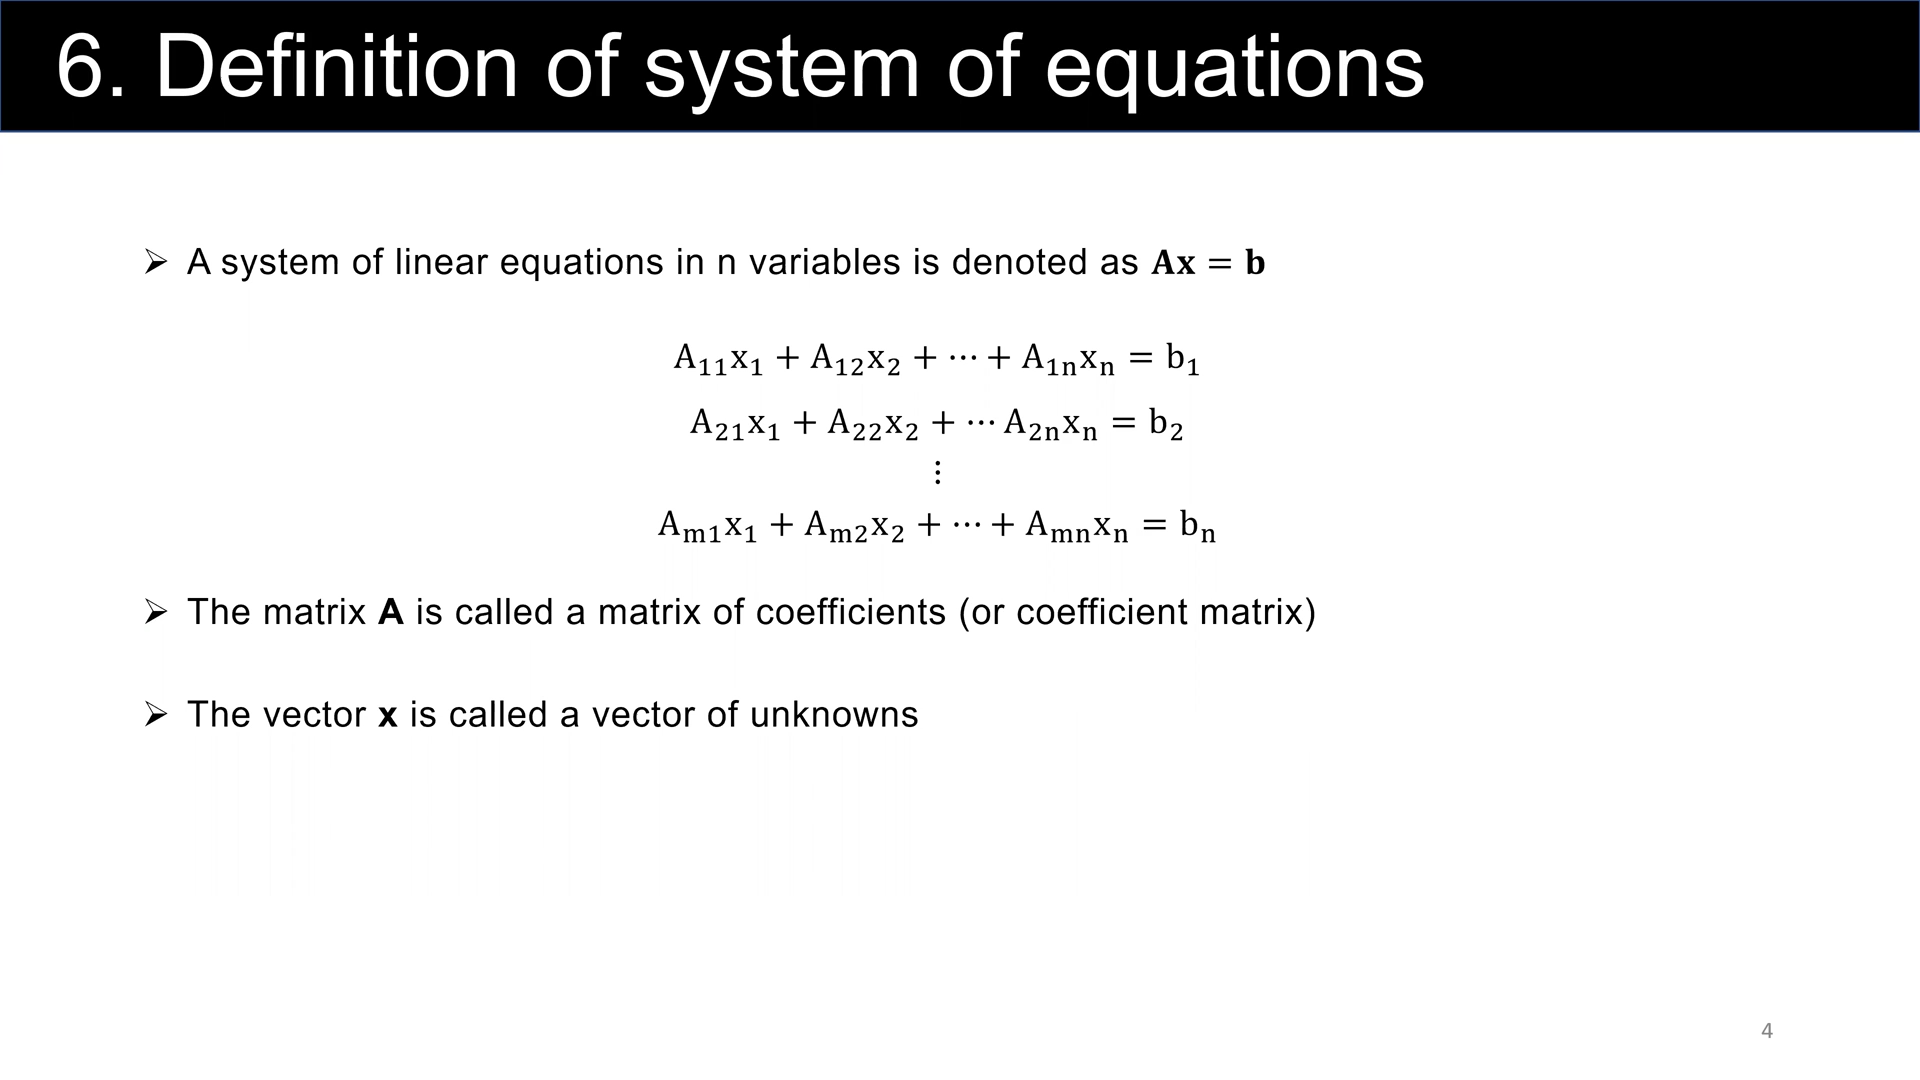 6. Definition of system of equations
➢ A system of linear equations in n variables is denoted as 𝐀𝐱 = 𝐛
A₁₁x₁ + A₁₂x₂ + ⋯ + A₁ₙxₙ = b₁
A₂₁x₁ + A₂₂x₂ + ⋯ A₂ₙxₙ = b₂
⋮
Aₘ₁x₁ + Aₘ₂x₂ + ⋯ + Aₘₙxₙ = bₙ
➢ The matrix A is called a matrix of coefficients (or coefficient matrix)
➢ The vector x is called a vector of unknowns
4